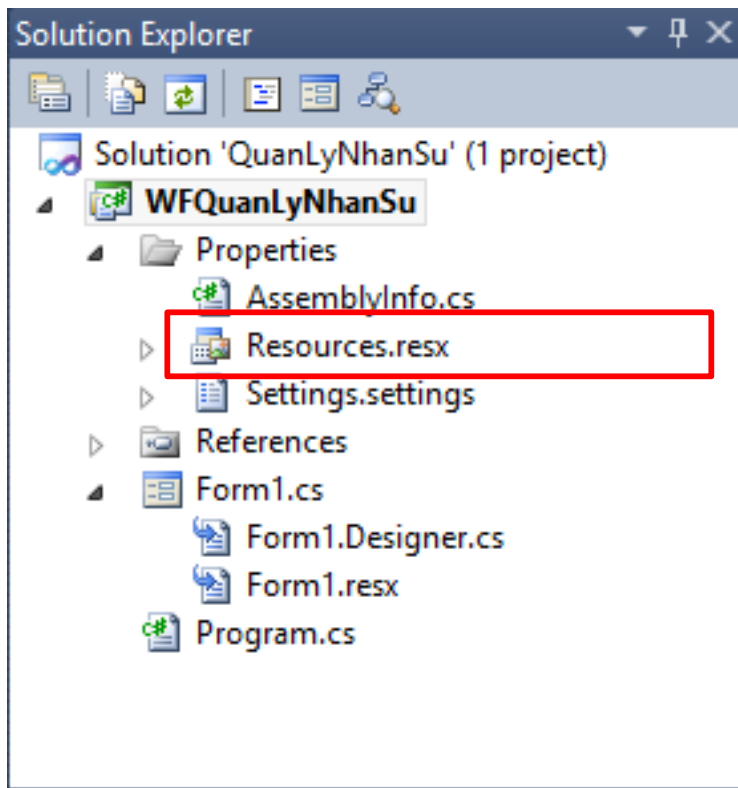 Solution Explorer
Solution 'QuanLyNhanSu' (1 project)
WFQuanLyNhanSu
Properties
AssemblyInfo.cs
Resources.resx
Settings.settings
References
Form1.cs
Form1.Designer.cs
Form1.resx
Program.cs